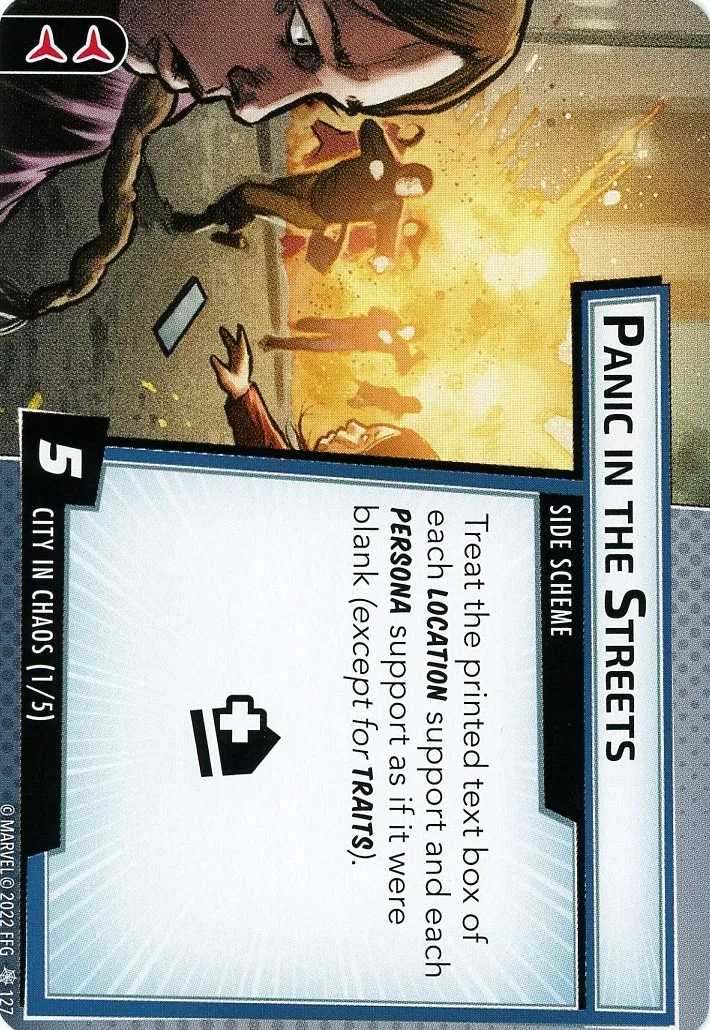 PANIC IN THE STREETS
SIDE SCHEME
Treat the printed text box of
each LOCATION support and each
PERSONA support as if it were
blank (except for TRAITS).
5
CITY IN CHAOS (1/5)
© MARVEL © 2022 FFG 127